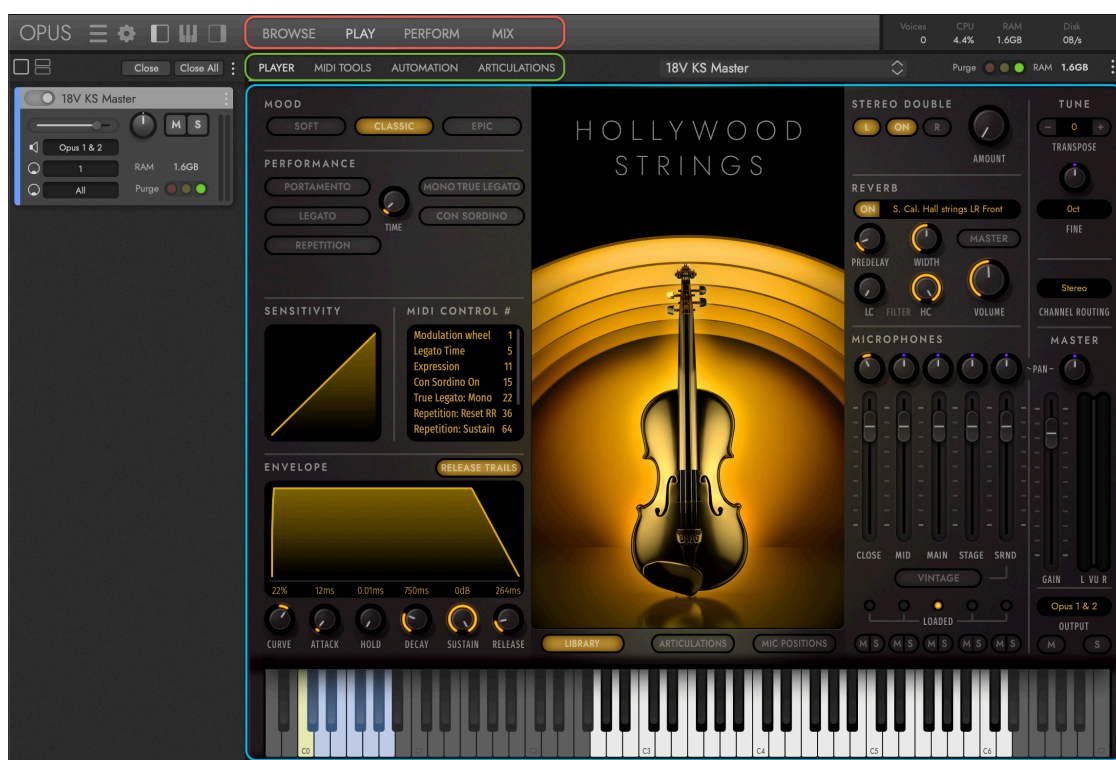 OPUS BROWSE PLAY PERFORM MIX Voices 0 CPU 4.4% RAM 1.6GB Disk 0B/s
Close Close All PLAYER MIDI TOOLS AUTOMATION ARTICULATIONS 18V KS Master Purge RAM 1.6GB
18V KS Master
M S
Opus 1 & 2
1 RAM 1.6GB
All Purge
MOOD
SOFT CLASSIC EPIC
PERFORMANCE
PORTAMENTO MONO TRUE LEGATO
LEGATO TIME CON SORDINO
REPETITION
SENSITIVITY
MIDI CONTROL #
Modulation wheel 1
Legato Time 5
Expression 11
Con Sordino On 15
True Legato: Mono 22
Repetition: Reset RR 36
Repetition: Sustain 64
ENVELOPE RELEASE TRAILS
22% 12ms 0.01ms 750ms 0dB 264ms
CURVE ATTACK HOLD DECAY SUSTAIN RELEASE
HOLLYWOOD
STRINGS
LIBRARY ARTICULATIONS MIC POSITIONS
STEREO DOUBLE
L ON R
AMOUNT
REVERB
ON S. Cal. Hall strings LR Front
PREDELAY WIDTH MASTER
LC FILTER HC VOLUME
MICROPHONES
CLOSE MID MAIN STAGE SRND
VINTAGE
LOADED
M S M S M S M S M S
TUNE
- 0 +
TRANSPOSE
0ct
FINE
Stereo
CHANNEL ROUTING
MASTER
~PAN-
GAIN L VU R
Opus 1 & 2
OUTPUT
M S
C0 C1 C2 C3 C4 C5 C6 C7